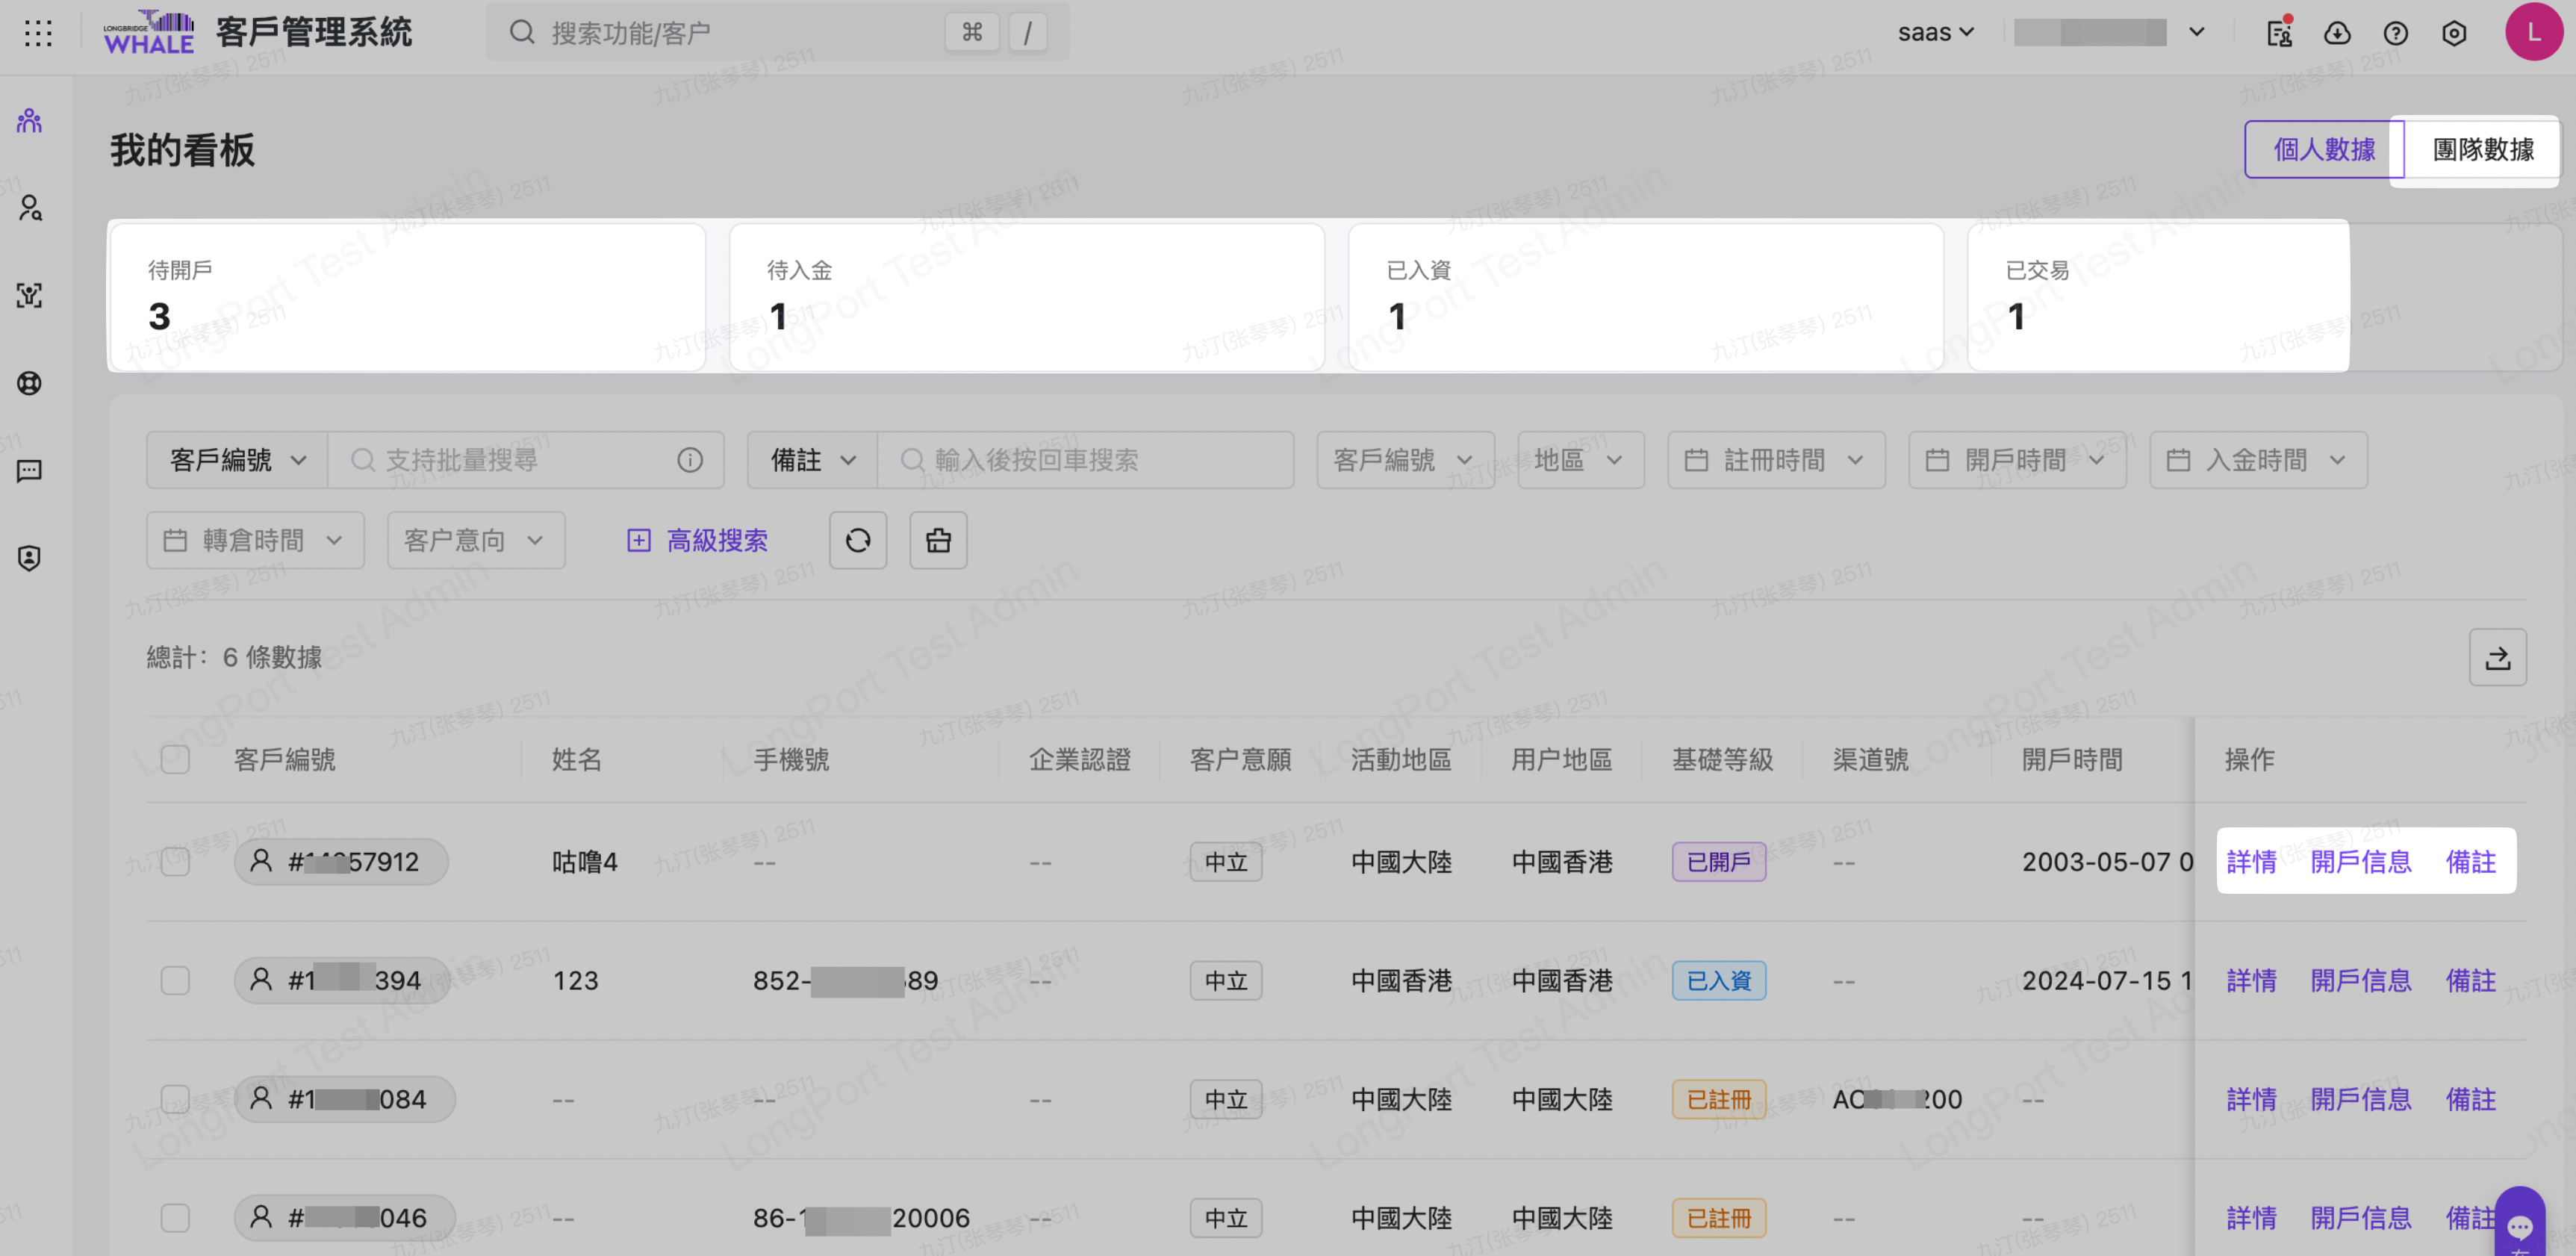 LONGBRIDGE
WHALE
客戶管理系統
搜索功能/客户
⌘ /
saas
L
我的看板
個人數據 團隊數據
待開戶 待入金 已入資 已交易
3 1 1 1
客戶編號 支持批量搜尋 備註 輸入後按回車搜索 客戶編號 地區 註冊時間 開戶時間 入金時間
轉倉時間 客户意向 高級搜索
總計: 6 條數據
客戶編號 姓名 手機號 企業認證 客户意願 活動地區 用户地區 基礎等級 渠道號 開戶時間 操作
57912 咕嚕4 -- -- 中立 中國大陸 中國香港 已開戶 -- 2003-05-07 0 詳情 開戶信息 備註
#1 394 123 852- 89 -- 中立 中國香港 中國香港 已入資 -- 2024-07-15 1 詳情 開戶信息 備註
#1 084 -- -- -- 中立 中國大陸 中國大陸 已註冊 AC 200 -- 詳情 開戶信息 備註
# 046 -- 86-1 20006 -- 中立 中國大陸 中國大陸 已註冊 -- -- 詳情 開戶信息 備註
九汀(张琴琴) 2511
LongPort Test Admin